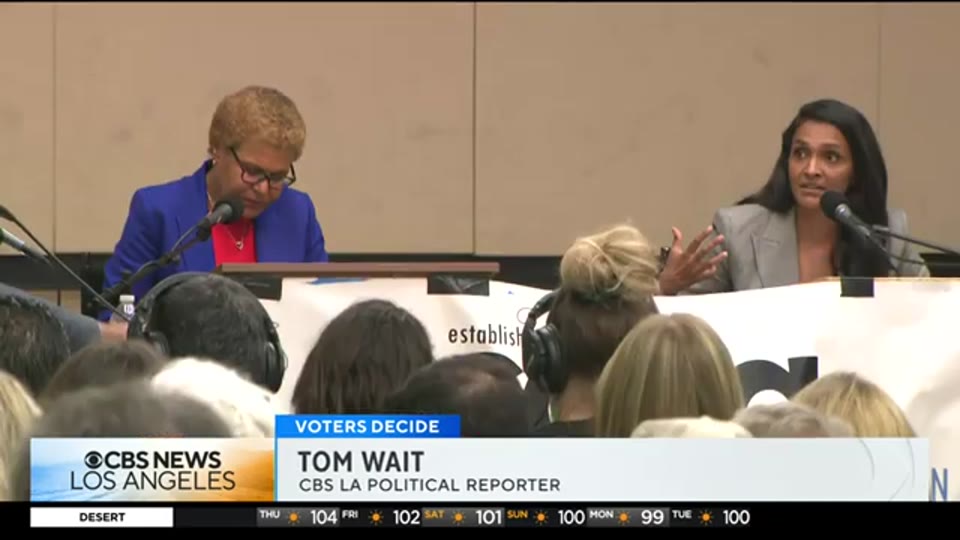 establish
VOTERS DECIDE
CBS NEWS
LOS ANGELES
TOM WAIT
CBS LA POLITICAL REPORTER
N
DESERT
THU 104 FRI 102 SAT 101 SUN 100 MON 99 TUE 100